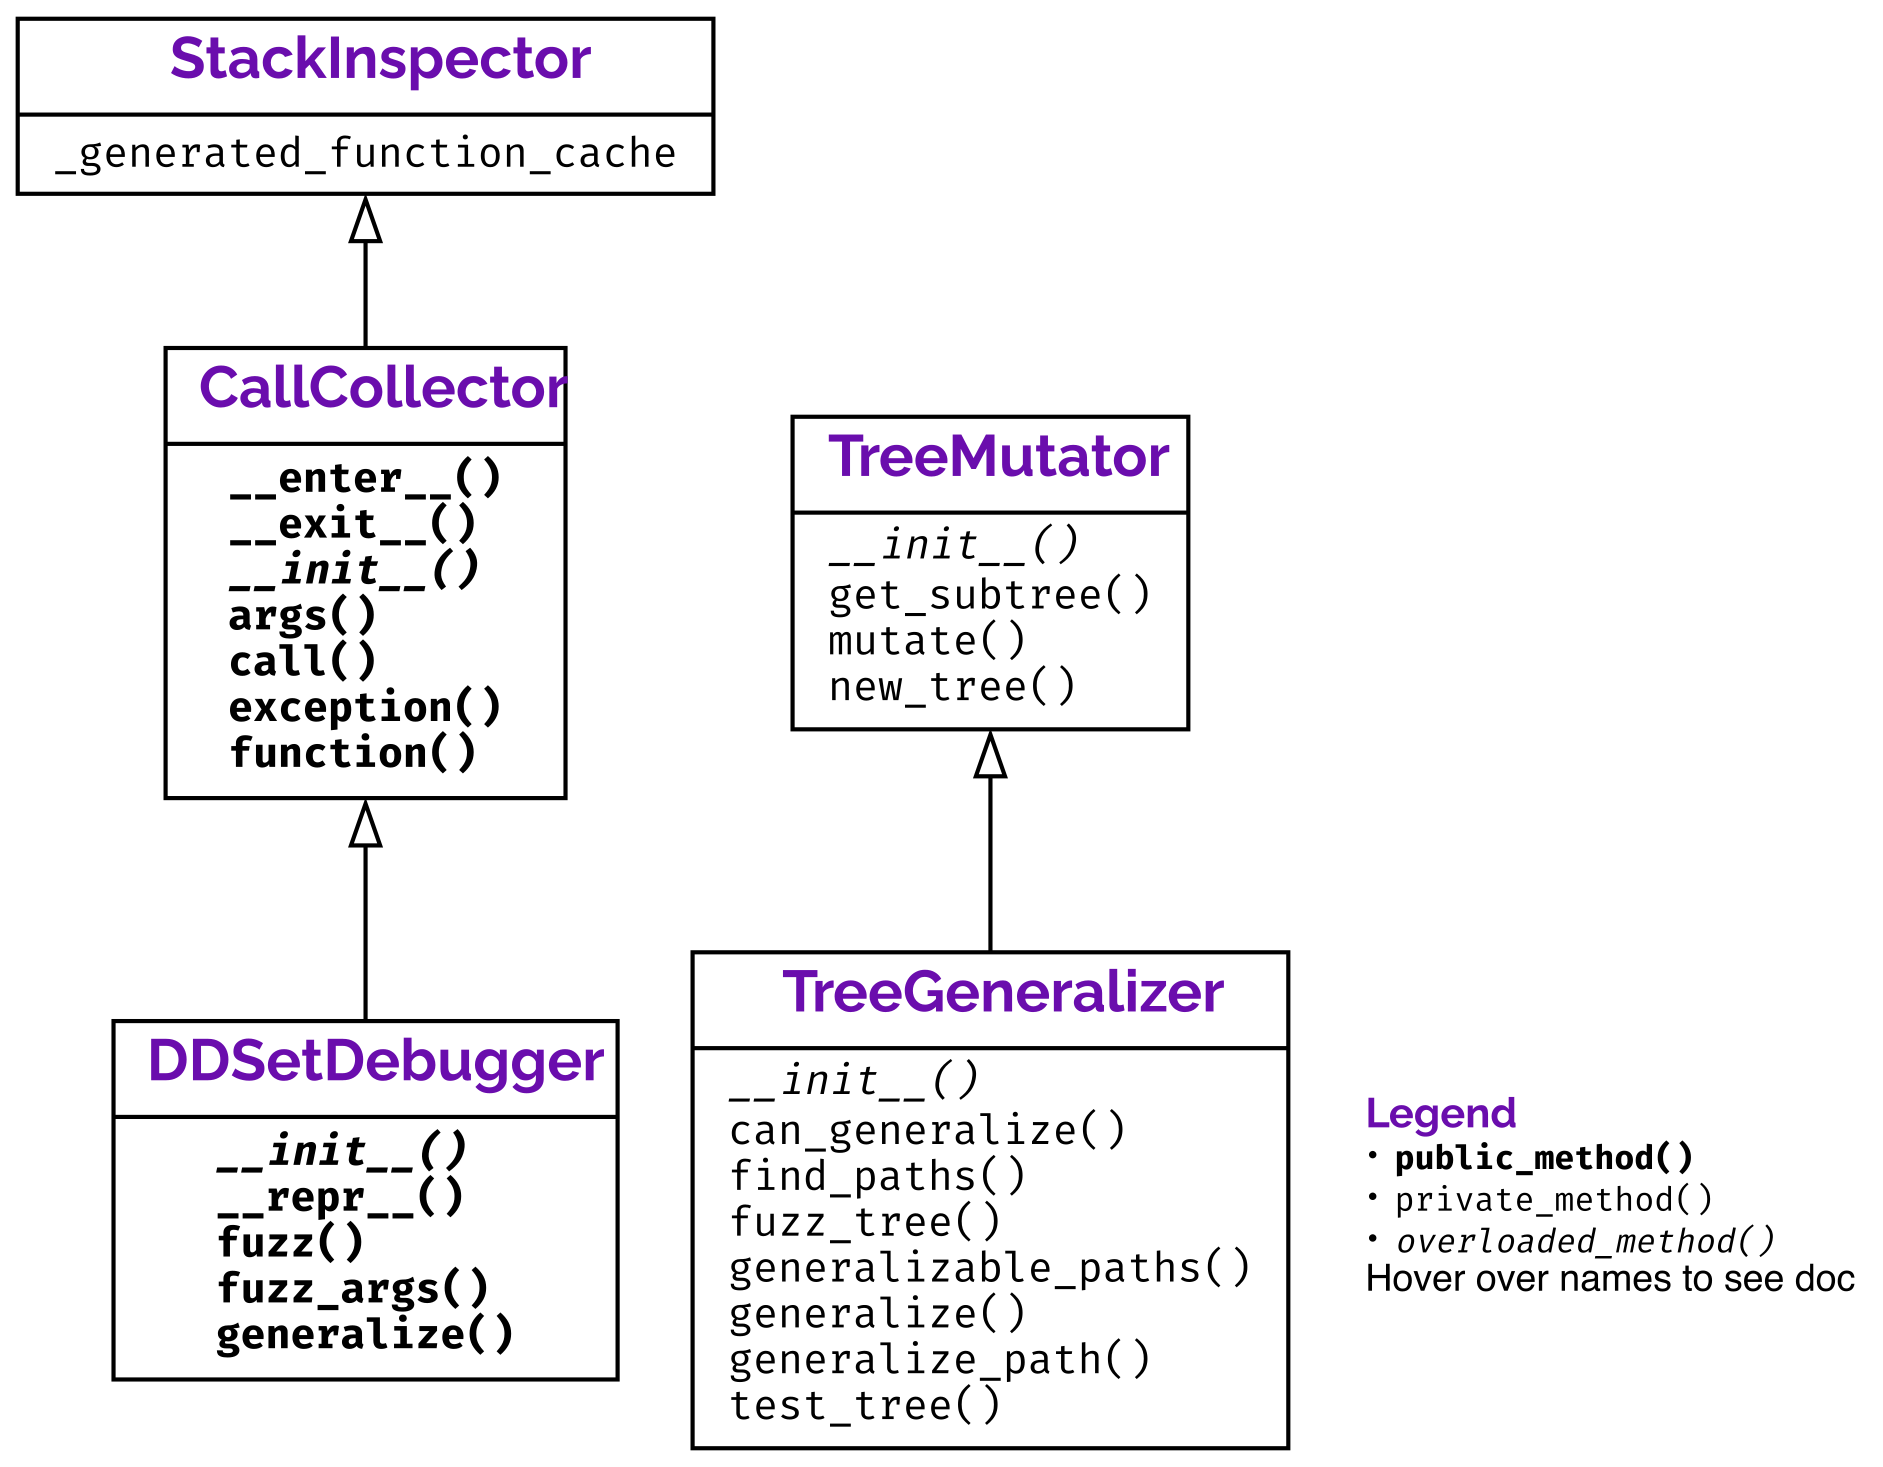 StackInspector
_generated_function_cache
CallCollector
__enter__()
__exit__()
__init__()
args()
call()
exception()
function()
DDSetDebugger
__init__()
__repr__()
fuzz()
fuzz_args()
generalize()
TreeMutator
__init__()
get_subtree()
mutate()
new_tree()
TreeGeneralizer
__init__()
can_generalize()
find_paths()
fuzz_tree()
generalizable_paths()
generalize()
generalize_path()
test_tree()
Legend
• public_method()
• private_method()
• overloaded_method()
Hover over names to see doc